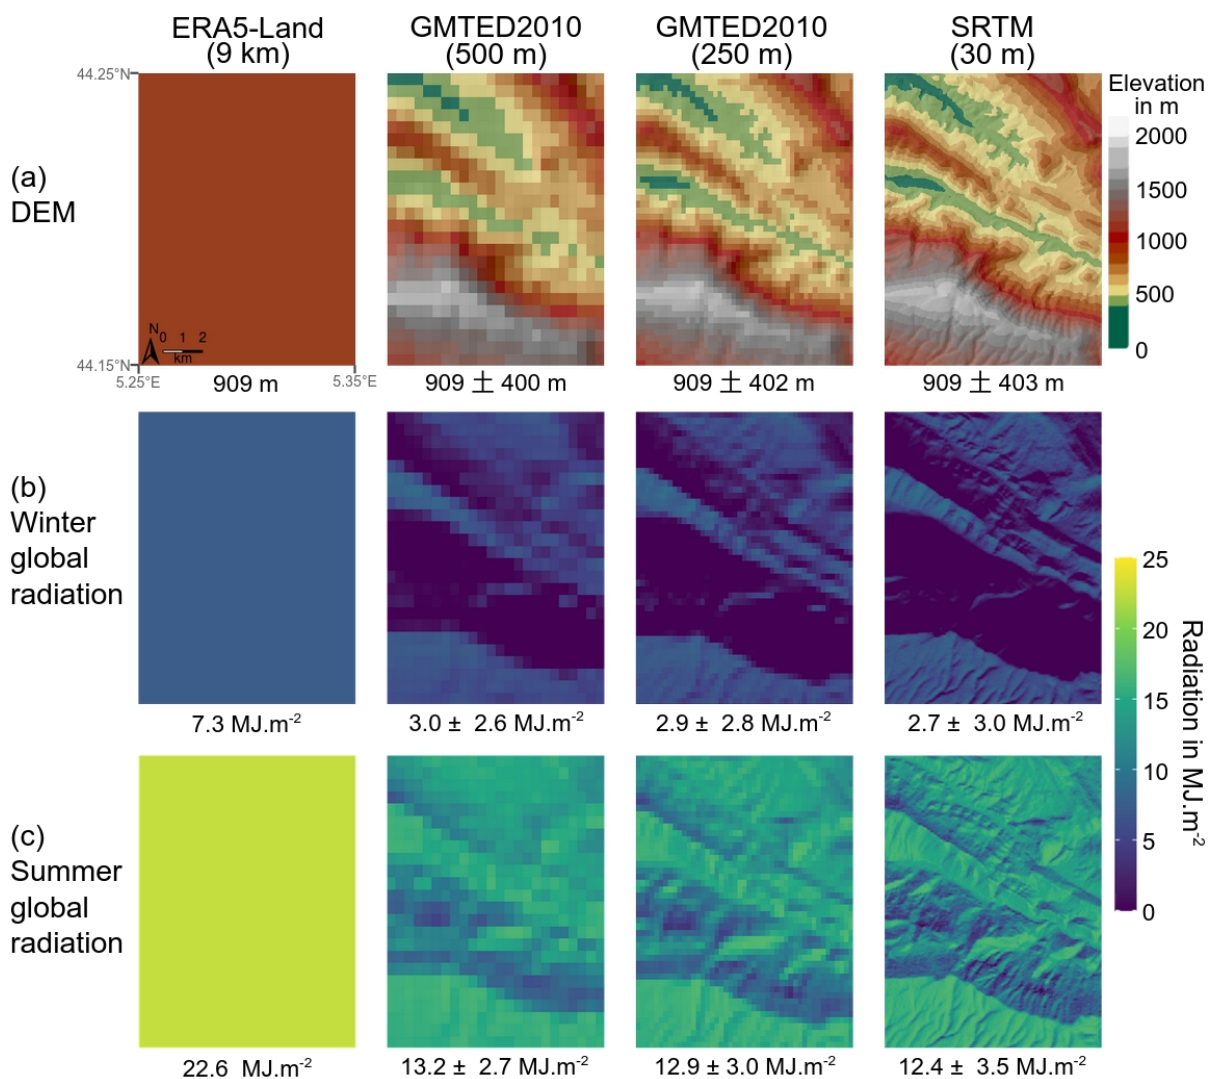 ERA5-Land
(9 km)
GMTED2010
(500 m)
GMTED2010
(250 m)
SRTM
(30 m)
44.25°N
Elevation
in m
2000
1500
1000
500
0
(a)
DEM
N
0 1 2
km
44.15°N
5.25°E
909 m
5.35°E
909 ± 400 m
909 ± 402 m
909 ± 403 m
(b)
Winter
global
radiation
7.3 MJ.m-2
3.0 ± 2.6 MJ.m-2
2.9 ± 2.8 MJ.m-2
2.7 ± 3.0 MJ.m-2
25
20
15
10
5
0
Radiation in MJ.m-2
(c)
Summer
global
radiation
22.6 MJ.m-2
13.2 ± 2.7 MJ.m-2
12.9 ± 3.0 MJ.m-2
12.4 ± 3.5 MJ.m-2